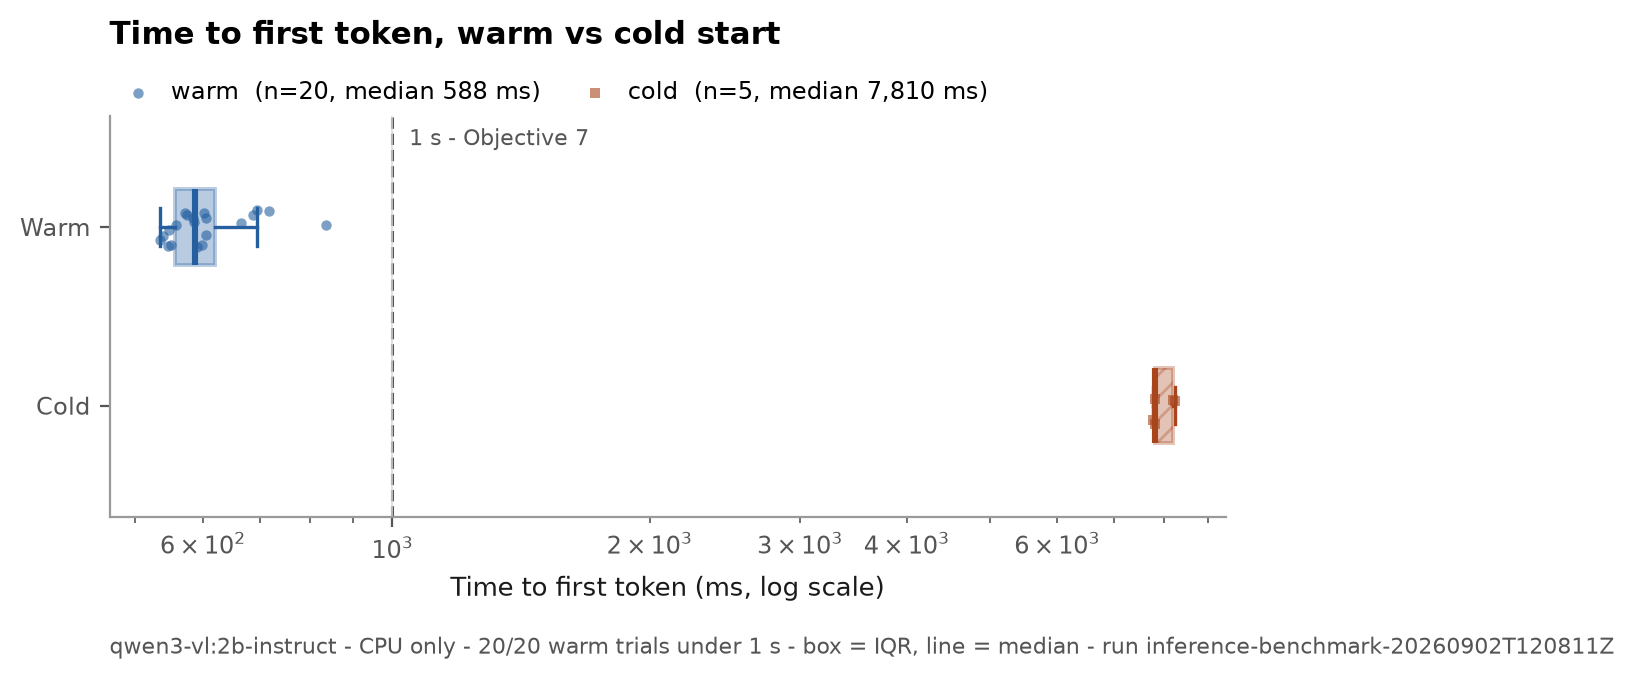 Time to first token, warm vs cold start
warm  (n=20, median 588 ms)
cold  (n=5, median 7,810 ms)
1 s - Objective 7
Warm
Cold
6 × 10²
10³
2 × 10³
3 × 10³
4 × 10³
6 × 10³
Time to first token (ms, log scale)
qwen3-vl:2b-instruct - CPU only - 20/20 warm trials under 1 s - box = IQR, line = median - run inference-benchmark-20260902T120811Z